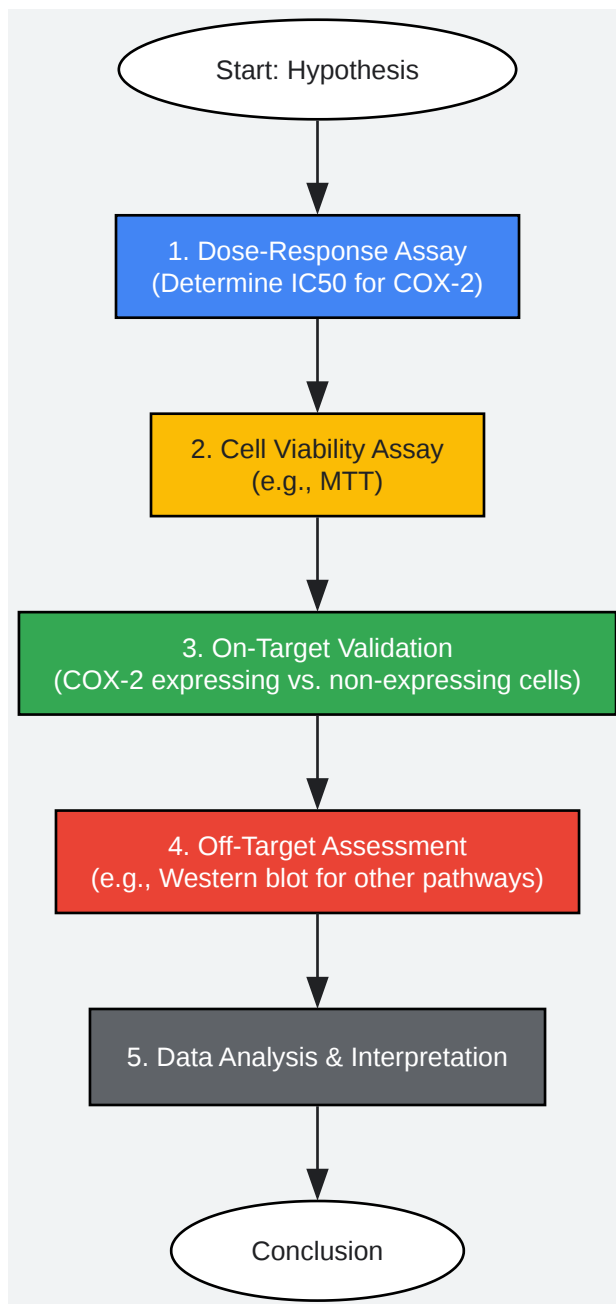 Start: Hypothesis
1. Dose-Response Assay
(Determine IC50 for COX-2)
2. Cell Viability Assay
(e.g., MTT)
3. On-Target Validation
(COX-2 expressing vs. non-expressing cells)
4. Off-Target Assessment
(e.g., Western blot for other pathways)
5. Data Analysis & Interpretation
Conclusion